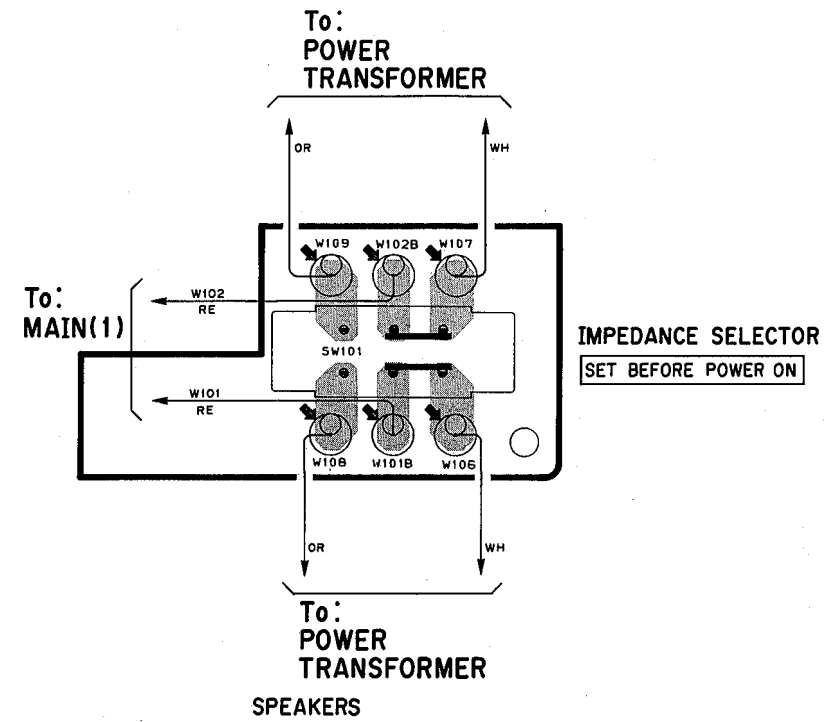 To:
POWER
TRANSFORMER
OR
WH
W109
W102B
W107
To:
MAIN(1)
W102
RE
SW101
IMPEDANCE SELECTOR
SET BEFORE POWER ON
W101
RE
W108
W101B
W106
OR
WH
To:
POWER
TRANSFORMER
SPEAKERS